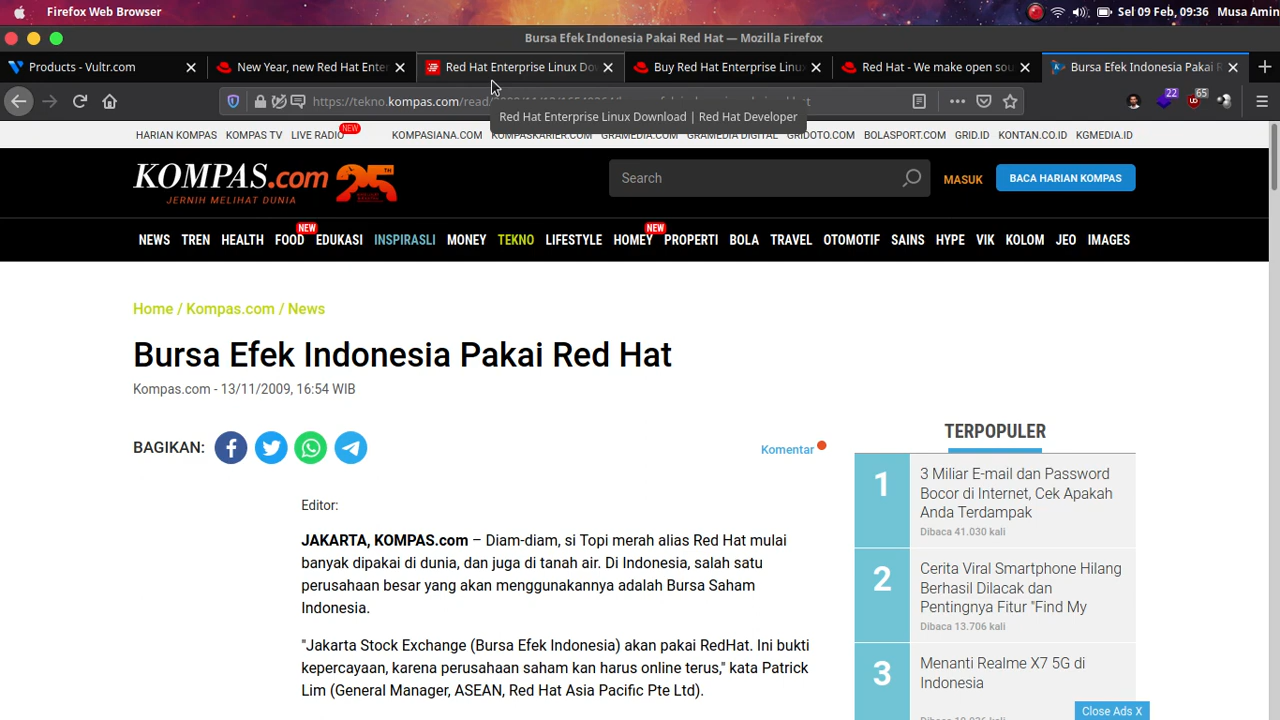 Firefox Web Browser
Sel 09 Feb, 09:36 Musa Amin
Bursa Efek Indonesia Pakai Red Hat — Mozilla Firefox
Products - Vultr.com
New Year, new Red Hat Enter
Red Hat Enterprise Linux Dov
Buy Red Hat Enterprise Linux
Red Hat - We make open sou
Bursa Efek Indonesia Pakai R
https://tekno.kompas.com/read/
22
65
Red Hat Enterprise Linux Download | Red Hat Developer
HARIAN KOMPAS KOMPAS TV LIVE RADIO NEW KOMPASIANA.COM KOMPASKARIER.COM GRAMEDIA.COM GRAMEDIA DIGITAL GRIDOTO.COM BOLASPORT.COM GRID.ID KONTAN.CO.ID KGMEDIA.ID
KOMPAS.com 25TH
JERNIH MELIHAT DUNIA
Search
MASUK
BACA HARIAN KOMPAS
NEWS TREN HEALTH FOOD NEW EDUKASI INSPIRASLI MONEY TEKNO LIFESTYLE HOMEY NEW PROPERTI BOLA TRAVEL OTOMOTIF SAINS HYPE VIK KOLOM JEO IMAGES
Home / Kompas.com / News
Bursa Efek Indonesia Pakai Red Hat
Kompas.com - 13/11/2009, 16:54 WIB
BAGIKAN:
Komentar
Editor:
JAKARTA, KOMPAS.com – Diam-diam, si Topi merah alias Red Hat mulai
banyak dipakai di dunia, dan juga di tanah air. Di Indonesia, salah satu
perusahaan besar yang akan menggunakannya adalah Bursa Saham
Indonesia.
"Jakarta Stock Exchange (Bursa Efek Indonesia) akan pakai RedHat. Ini bukti
kepercayaan, karena perusahaan saham kan harus online terus," kata Patrick
Lim (General Manager, ASEAN, Red Hat Asia Pacific Pte Ltd).
TERPOPULER
1
3 Miliar E-mail dan Password
Bocor di Internet, Cek Apakah
Anda Terdampak
Dibaca 41.030 kali
2
Cerita Viral Smartphone Hilang
Berhasil Dilacak dan
Pentingnya Fitur "Find My
Dibaca 13.706 kali
3
Menanti Realme X7 5G di
Indonesia
Close Ads X